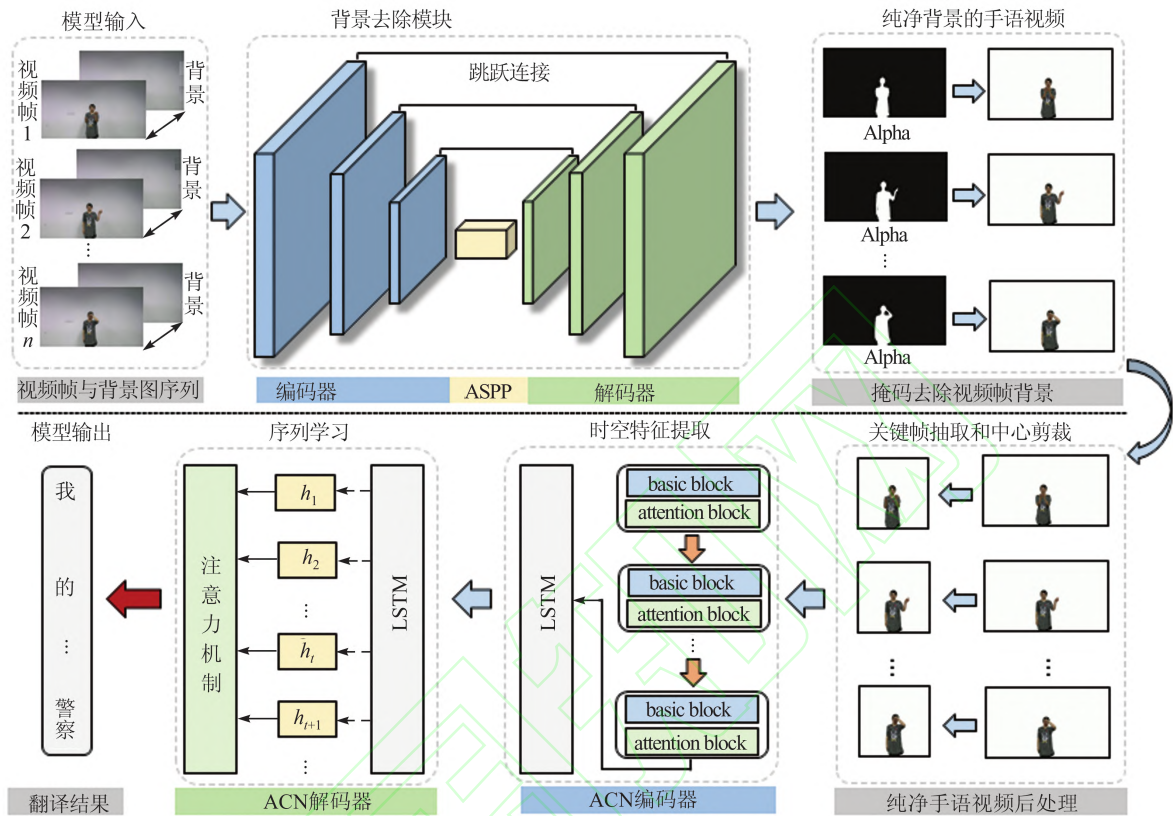 模型输入
背景去除模块
纯净背景的手语视频
视频帧1
背景
视频帧2
背景
⋮
视频帧n
背景
跳跃连接
Alpha
Alpha
⋮
Alpha
视频帧与背景图序列
编码器
ASPP
解码器
掩码去除视频帧背景
模型输出
序列学习
时空特征提取
关键帧抽取和中心剪裁
我
的
⋮
警察
注意力机制
h1
h2
⋮
h̄t
ht+1
⋮
LSTM
LSTM
basic block
attention block
basic block
attention block
⋮
basic block
attention block
⋮
⋮
翻译结果
ACN解码器
ACN编码器
纯净手语视频后处理